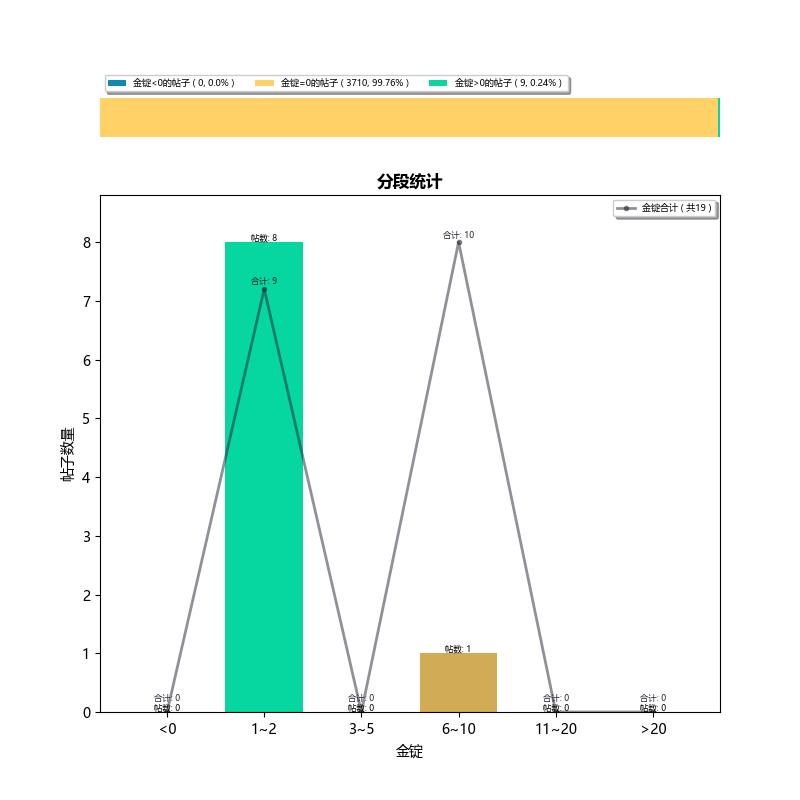 金锭<0的帖子 ( 0, 0.0% ) 金锭=0的帖子 ( 3710, 99.76% ) 金锭>0的帖子 ( 9, 0.24% )
分段统计
金锭合计 ( 共19 )
8
7
6
5
4
3
2
1
0
帖子数量
帖数: 8
合计: 10
合计: 9
帖数: 1
合计: 0
帖数: 0
合计: 0
帖数: 0
合计: 0
帖数: 0
合计: 0
帖数: 0
<0 1~2 3~5 6~10 11~20 >20
金锭